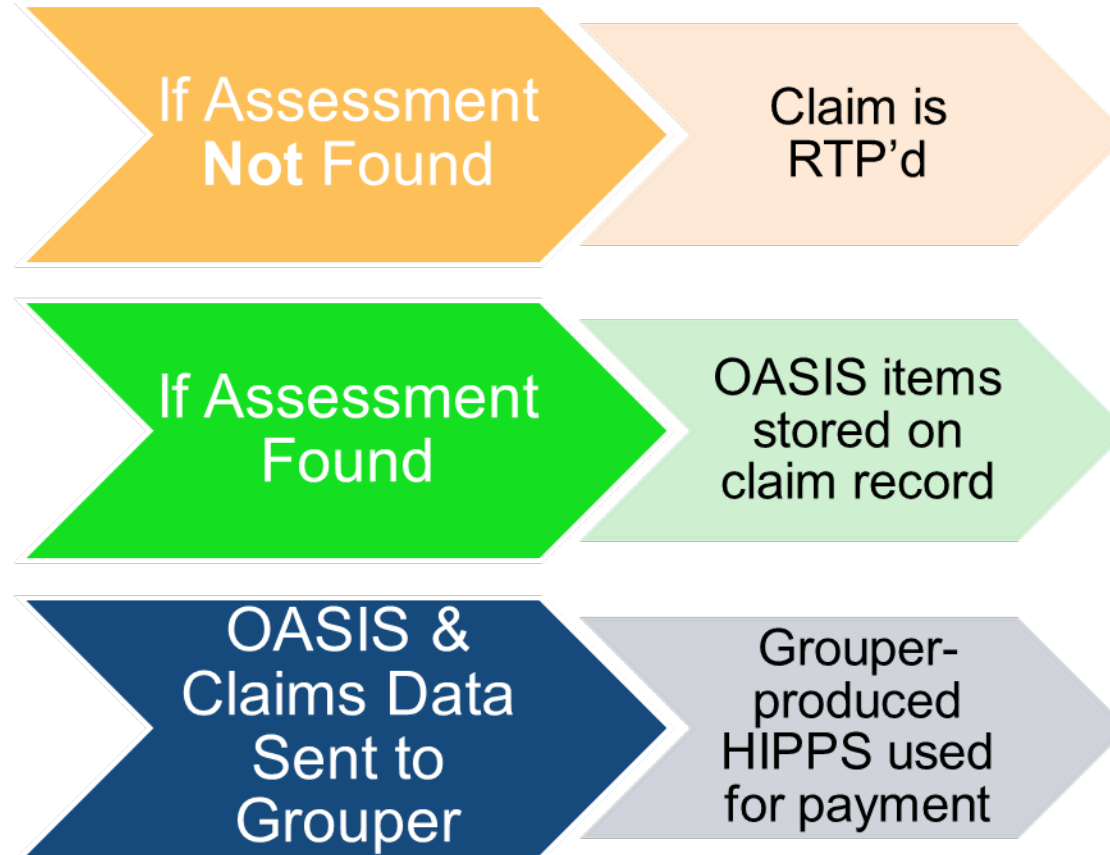 If Assessment
Not Found
Claim is
RTP’d
If Assessment
Found
OASIS items
stored on
claim record
OASIS &
Claims Data
Sent to
Grouper
Grouper-
produced
HIPPS used
for payment